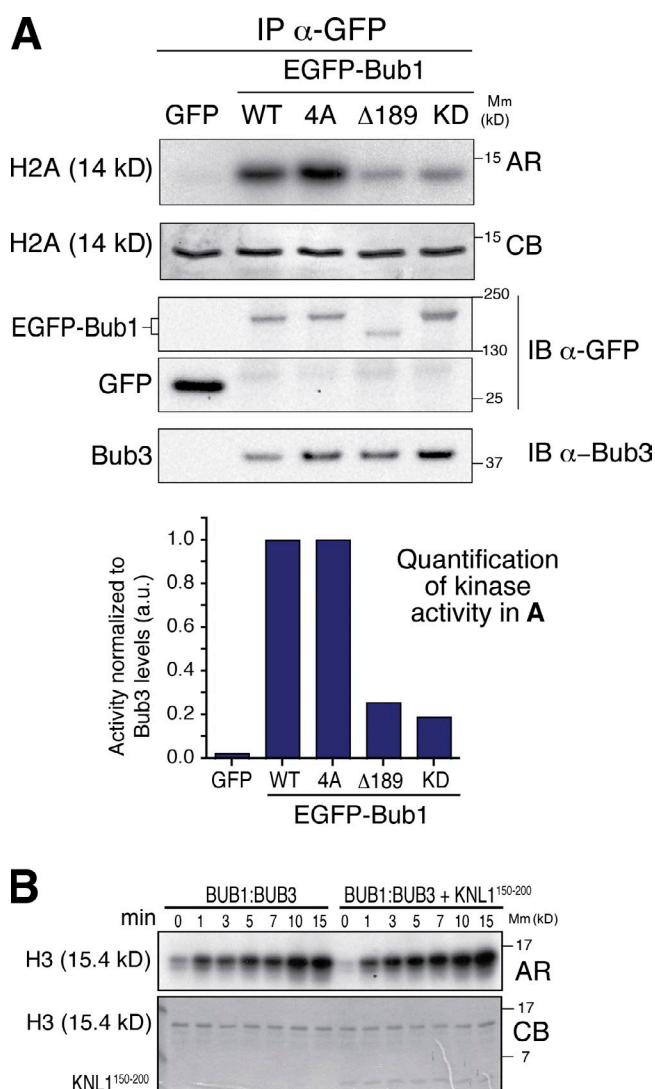 A
IP α-GFP
EGFP-Bub1
GFP WT 4A Δ189 KD Mm (kD)
H2A (14 kD) 15 AR
H2A (14 kD) 15 CB
250
EGFP-Bub1
130
IB α-GFP
GFP 25
Bub3 37 IB α–Bub3
Activity normalized to
Bub3 levels (a.u.)
1.0
0.8
0.6
0.4
0.2
0.0
Quantification
of kinase
activity in A
GFP WT 4A Δ189 KD
EGFP-Bub1
B
BUB1:BUB3 BUB1:BUB3 + KNL1¹⁵⁰⁻²⁰⁰
min 0 1 3 5 7 10 15 0 1 3 5 7 10 15 Mm (kD)
17
H3 (15.4 kD) AR
17
H3 (15.4 kD) CB
7
KNL1¹⁵⁰⁻²⁰⁰